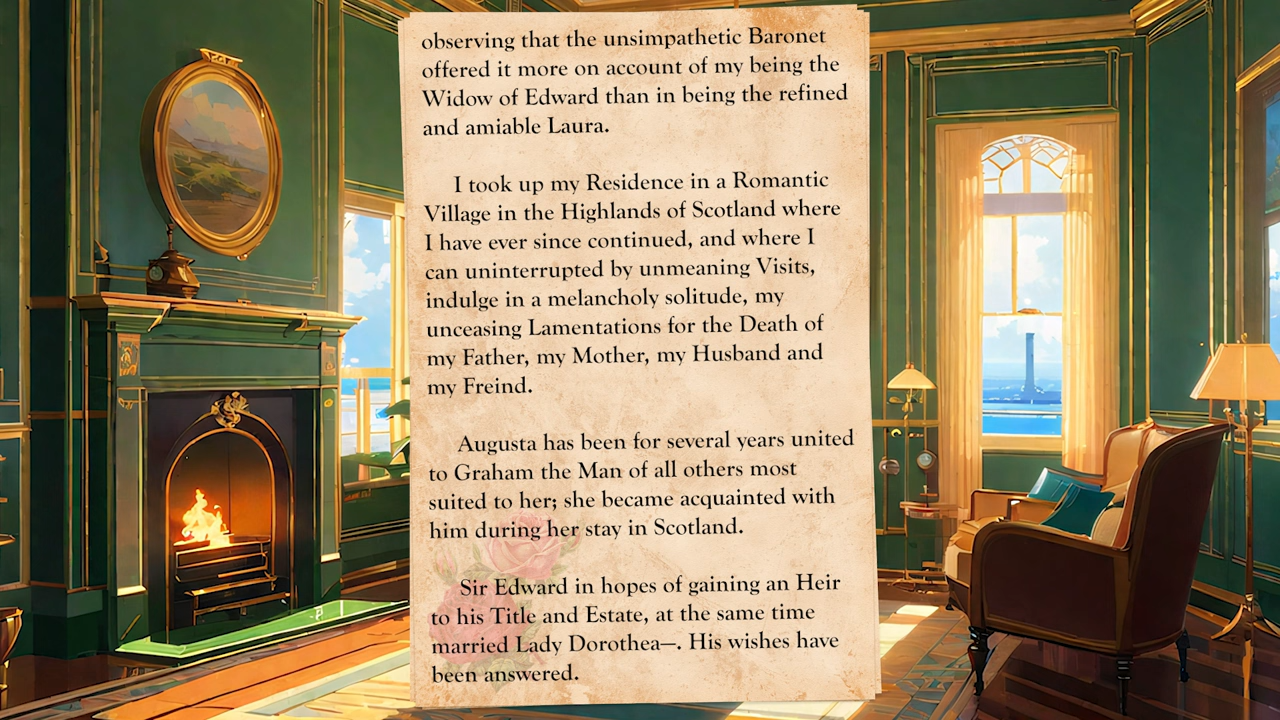 observing that the unsimpathetic Baronet
offered it more on account of my being the
Widow of Edward than in being the refined
and amiable Laura.
I took up my Residence in a Romantic
Village in the Highlands of Scotland where
I have ever since continued, and where I
can uninterrupted by unmeaning Visits,
indulge in a melancholy solitude, my
unceasing Lamentations for the Death of
my Father, my Mother, my Husband and
my Freind.
Augusta has been for several years united
to Graham the Man of all others most
suited to her; she became acquainted with
him during her stay in Scotland.
Sir Edward in hopes of gaining an Heir
to his Title and Estate, at the same time
married Lady Dorothea—. His wishes have
been answered.